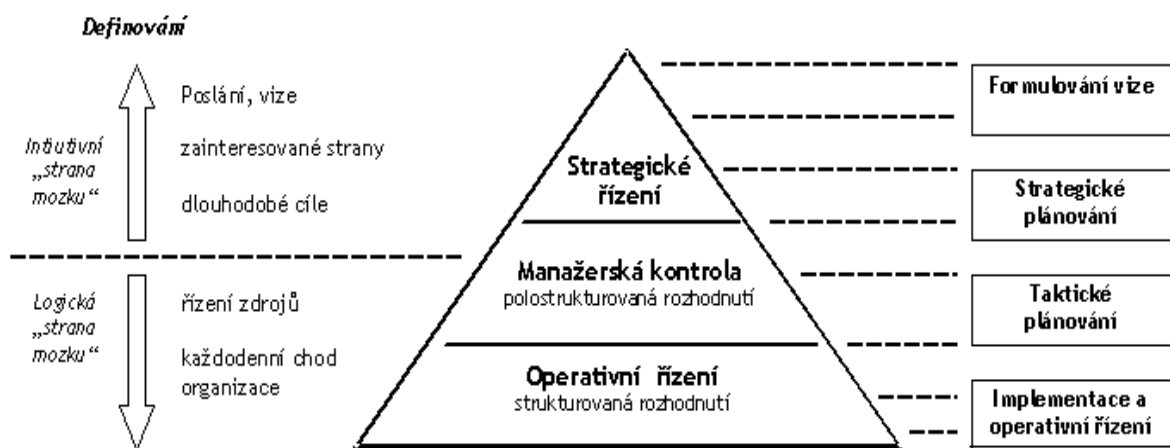 Definování
Intiutivní
„strana
mozku“
Poslání, vize
zainteresované strany
dlouhodobé cíle
Logická
„strana
mozku“
řízení zdrojů
každodenní chod
organizace
Strategické
řízení
Manažerská kontrola
polostrukturovaná rozhodnutí
Operativní řízení
strukturovaná rozhodnutí
Formulování vize
Strategické
plánování
Taktické
plánování
Implementace a
operativní řízení